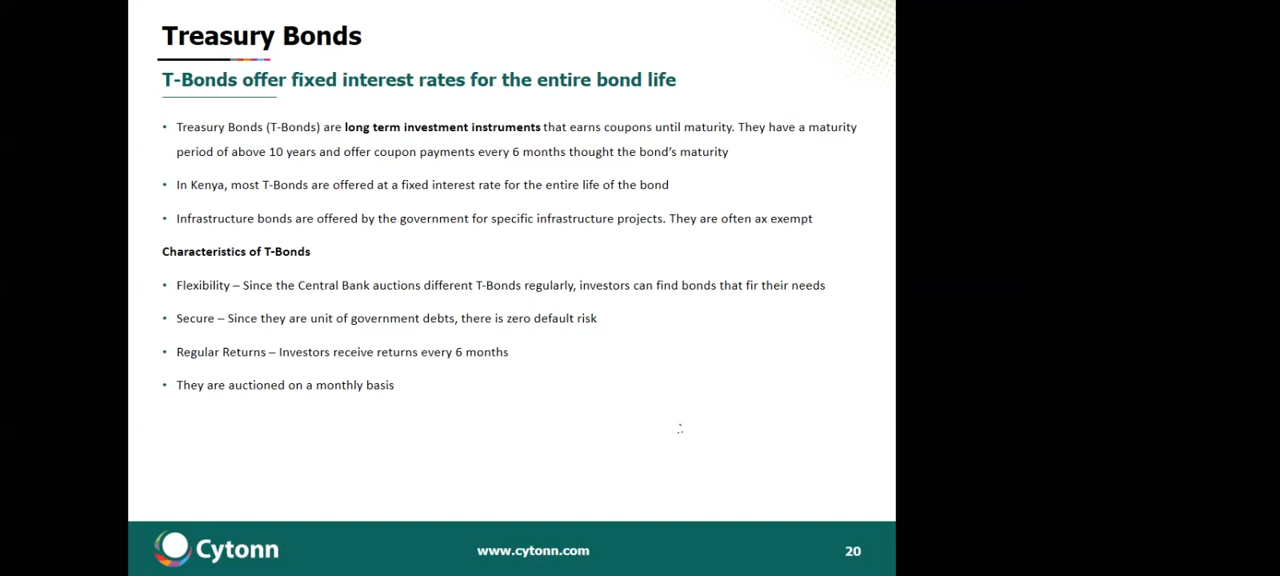 Treasury Bonds
T-Bonds offer fixed interest rates for the entire bond life
• Treasury Bonds (T-Bonds) are long term investment instruments that earns coupons until maturity. They have a maturity
period of above 10 years and offer coupon payments every 6 months thought the bond's maturity
• In Kenya, most T-Bonds are offered at a fixed interest rate for the entire life of the bond
• Infrastructure bonds are offered by the government for specific infrastructure projects. They are often ax exempt
Characteristics of T-Bonds
• Flexibility – Since the Central Bank auctions different T-Bonds regularly, investors can find bonds that fir their needs
• Secure – Since they are unit of government debts, there is zero default risk
• Regular Returns – Investors receive returns every 6 months
• They are auctioned on a monthly basis
Cytonn
www.cytonn.com
20